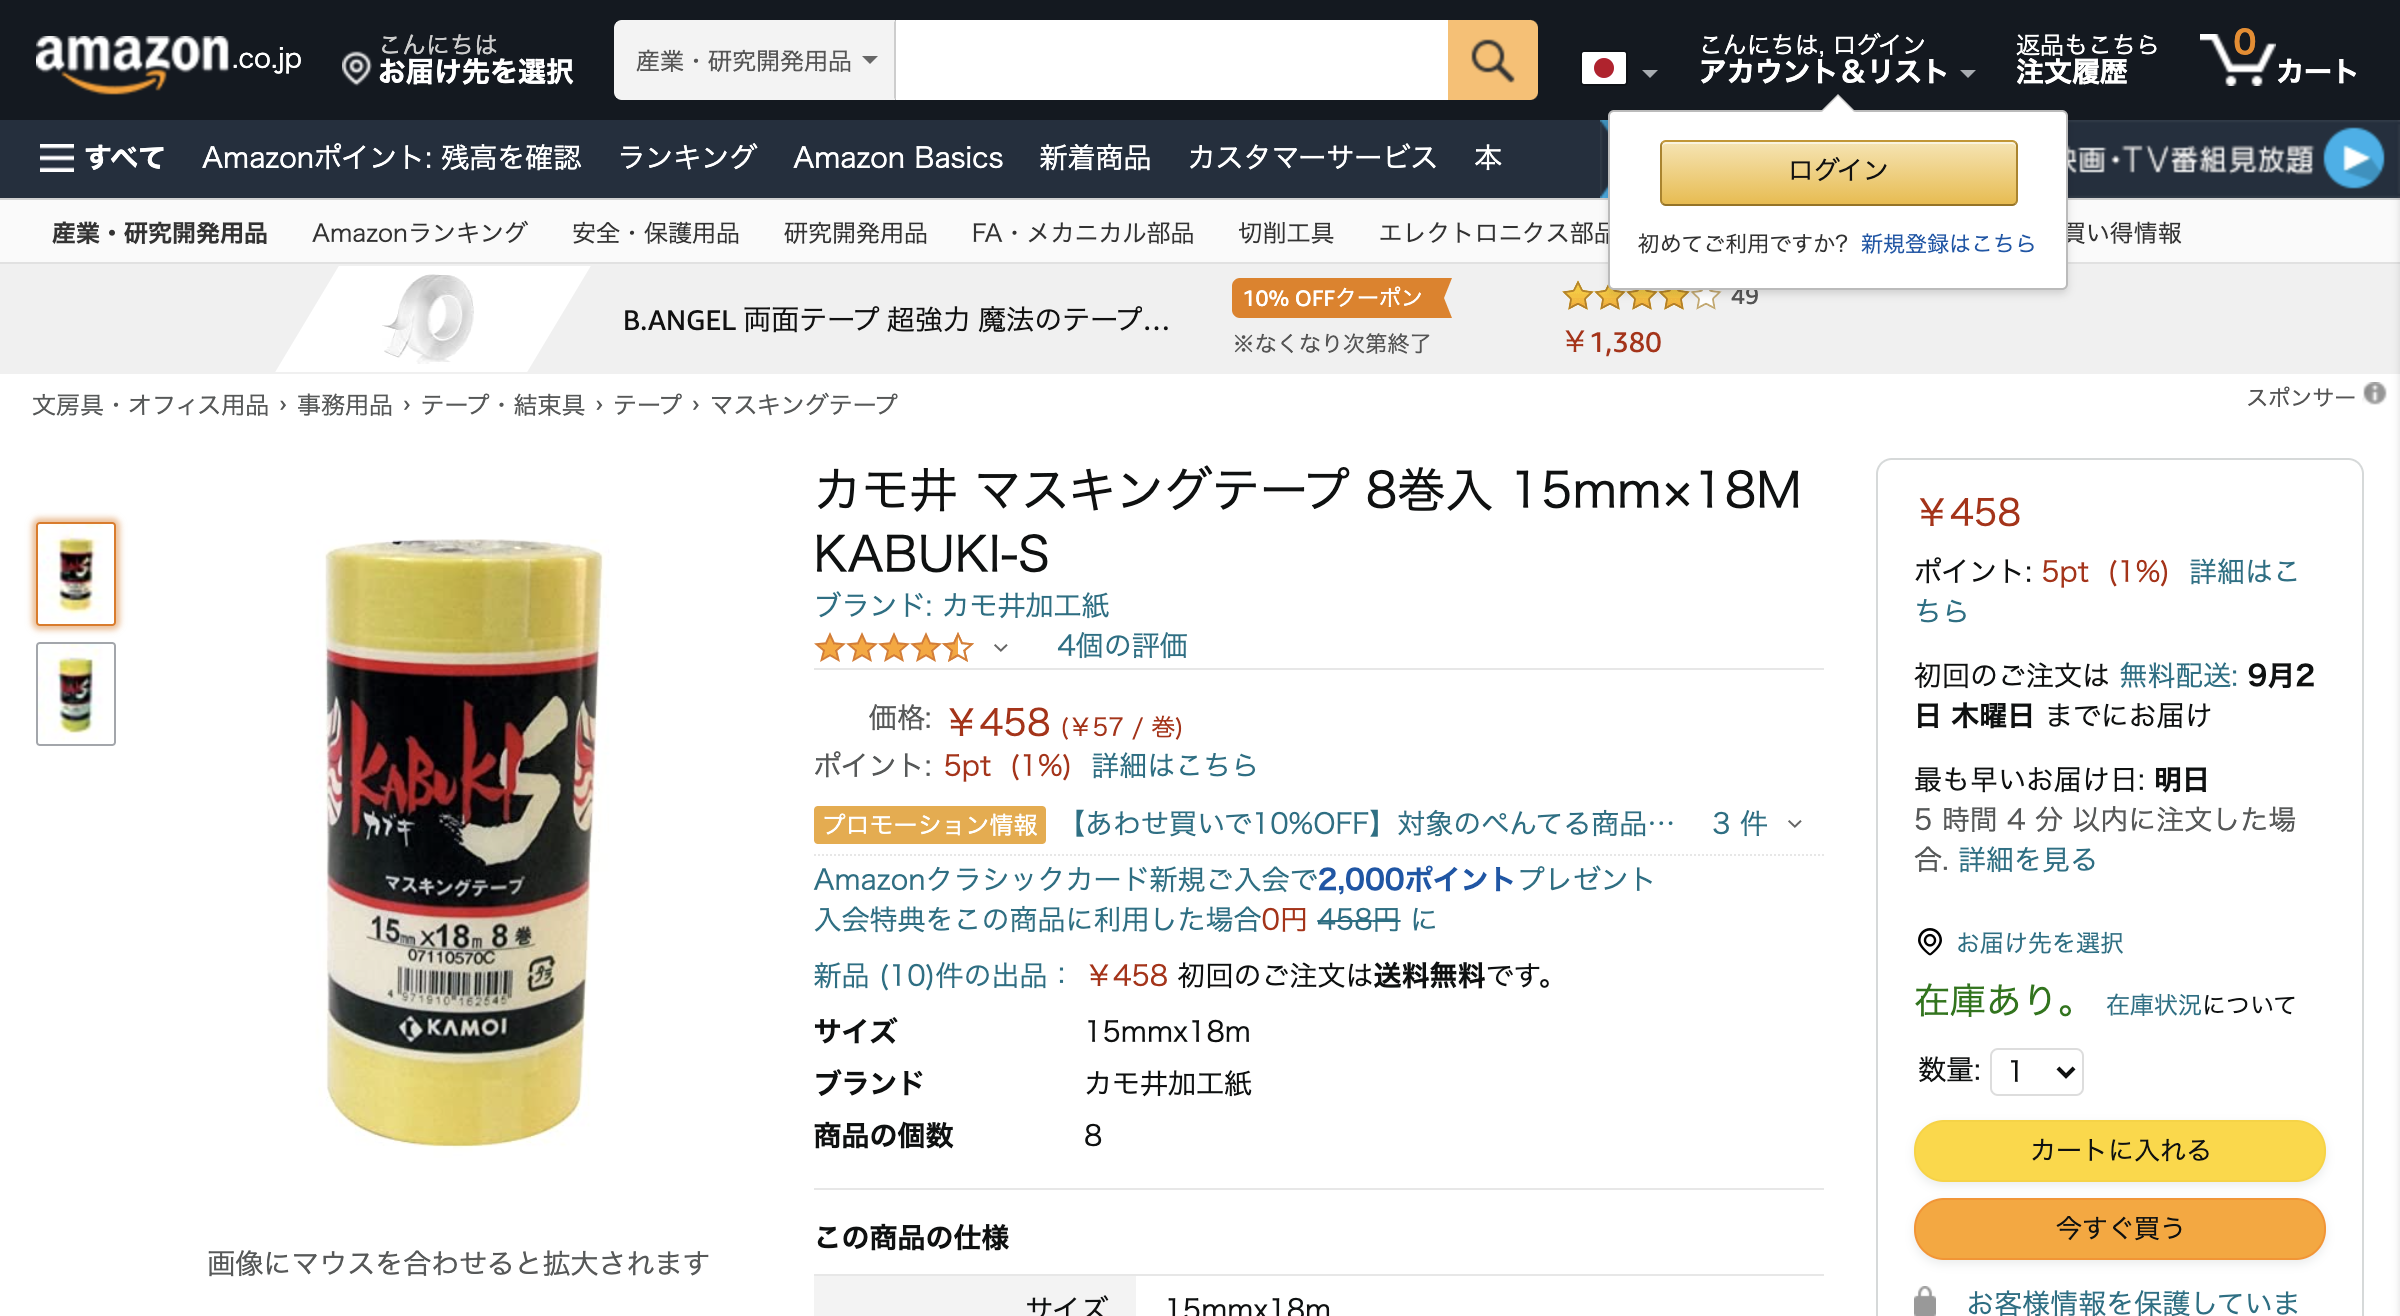 amazon.co.jp
こんにちは
お届け先を選択
産業・研究開発用品
こんにちは, ログイン
アカウント&リスト
返品もこちら
注文履歴
0
カート
すべて
Amazonポイント: 残高を確認
ランキング
Amazon Basics
新着商品
カスタマーサービス
本
画・TV番組見放題
ログイン
初めてご利用ですか? 新規登録はこちら
産業・研究開発用品
Amazonランキング
安全・保護用品
研究開発用品
FA・メカニカル部品
切削工具
エレクトロニクス部品
買い得情報
B.ANGEL 両面テープ 超強力 魔法のテープ…
10% OFFクーポン
※なくなり次第終了
49
￥1,380
文房具・オフィス用品 › 事務用品 › テープ・結束具 › テープ › マスキングテープ
スポンサー
カモ井 マスキングテープ 8巻入 15mm×18M
KABUKI-S
ブランド: カモ井加工紙
4個の評価
価格: ￥458 (￥57 / 巻)
ポイント: 5pt (1%) 詳細はこちら
プロモーション情報 【あわせ買いで10%OFF】対象のぺんてる商品… 3 件
Amazonクラシックカード新規ご入会で2,000ポイントプレゼント
入会特典をこの商品に利用した場合0円 458円 に
新品 (10)件の出品： ￥458 初回のご注文は送料無料です。
サイズ 15mmx18m
ブランド カモ井加工紙
商品の個数 8
この商品の仕様
サイズ 15mmx18m
KABUKI S
カブキ
マスキングテープ
15mm x18m 8巻
07110570C
4 971910 162545
プラ
KAMOI
画像にマウスを合わせると拡大されます
￥458
ポイント: 5pt (1%) 詳細はこ
ちら
初回のご注文は 無料配送: 9月2
日 木曜日 までにお届け
最も早いお届け日: 明日
5 時間 4 分 以内に注文した場
合. 詳細を見る
お届け先を選択
在庫あり。 在庫状況について
数量: 1
カートに入れる
今すぐ買う
お客様情報を保護していま